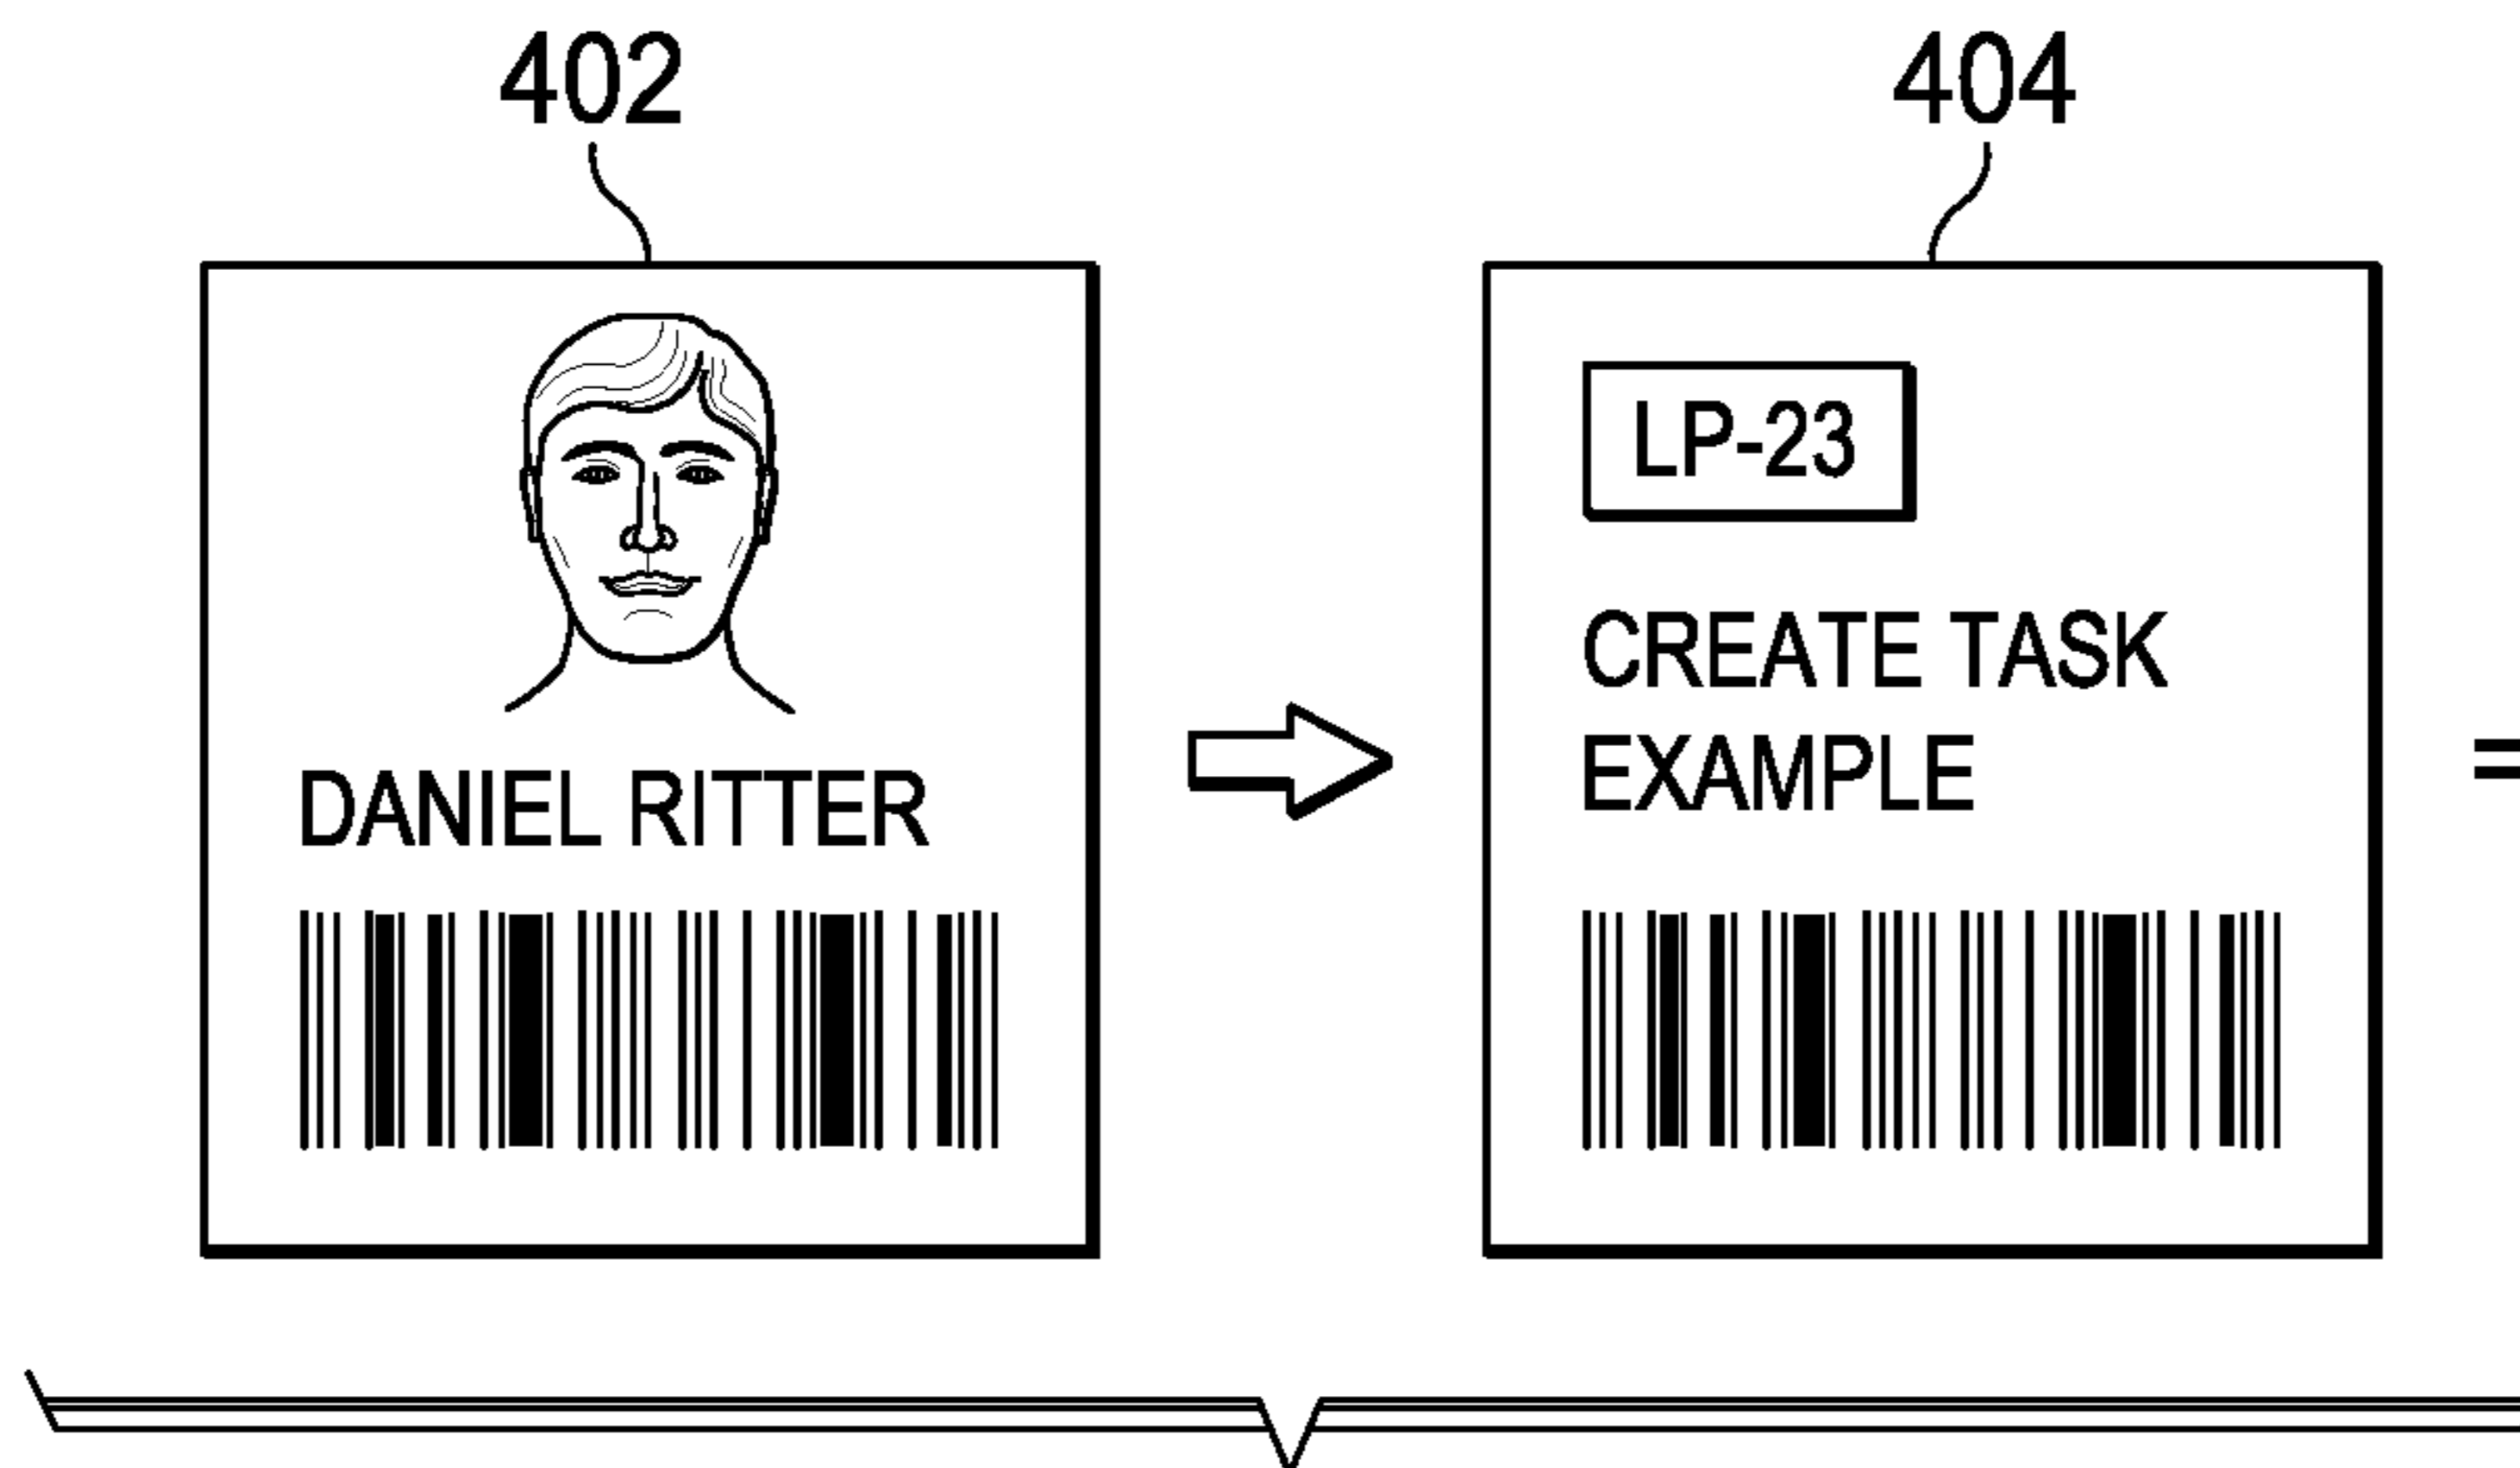 402
404
DANIEL RITTER
LP-23
CREATE TASK
EXAMPLE
=